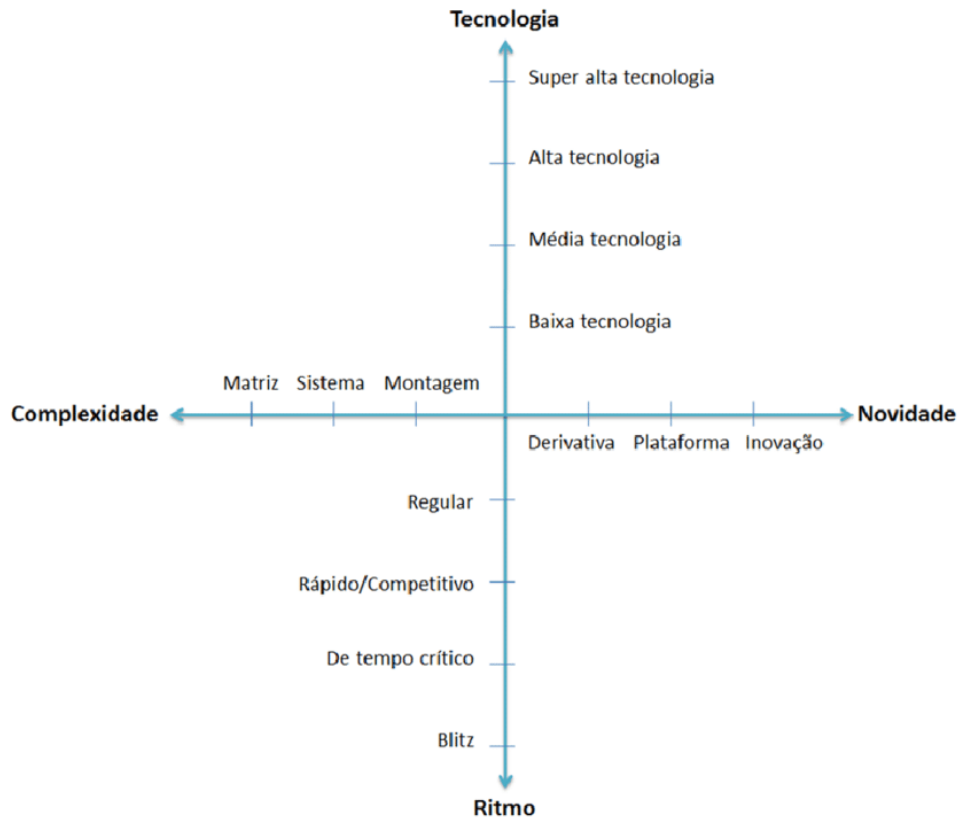 Tecnologia
Super alta tecnologia
Alta tecnologia
Média tecnologia
Baixa tecnologia
Matriz Sistema Montagem
Complexidade Novidade
Derivativa Plataforma Inovação
Regular
Rápido/Competitivo
De tempo crítico
Blitz
Ritmo